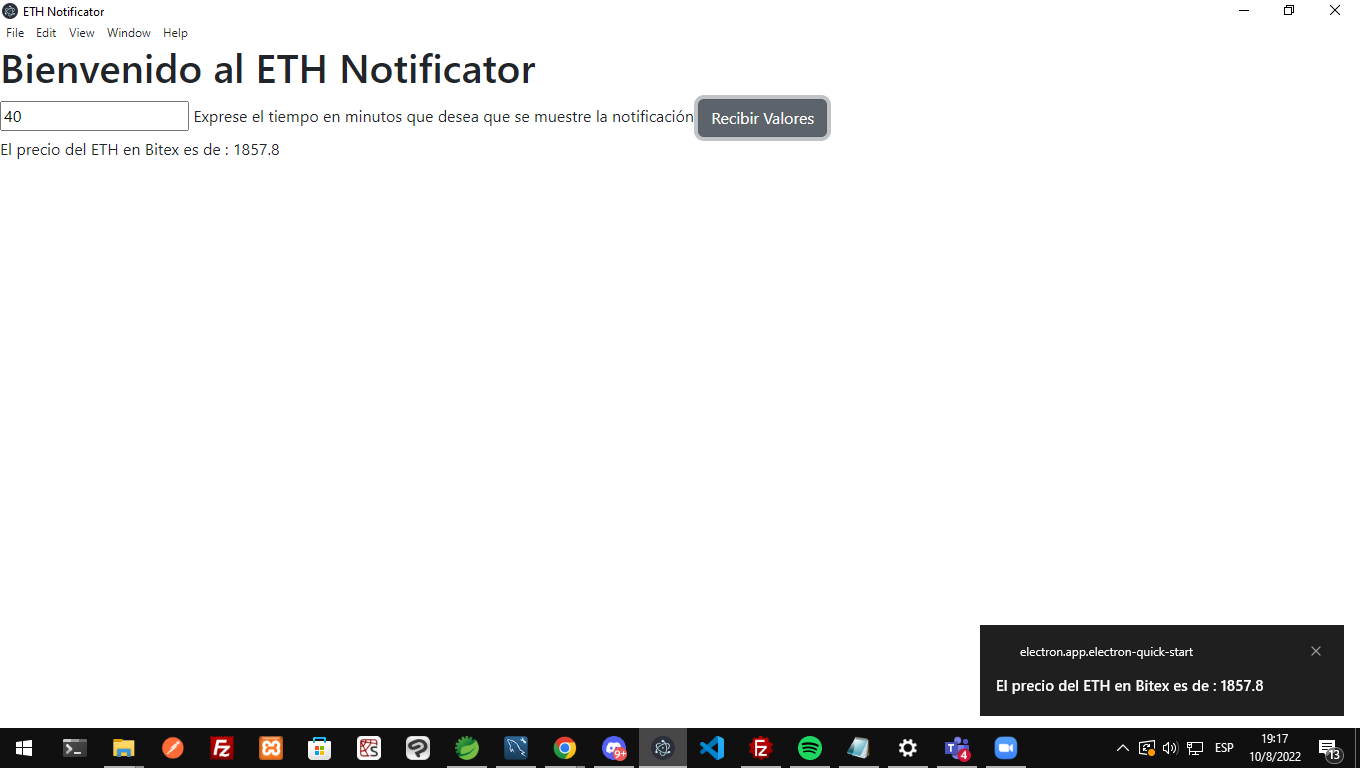 ETH Notificator
File Edit View Window Help
Bienvenido al ETH Notificator
40 Exprese el tiempo en minutos que desea que se muestre la notificación Recibir Valores
El precio del ETH en Bitex es de : 1857.8
electron.app.electron-quick-start
El precio del ETH en Bitex es de : 1857.8
9+
4
ESP
19:17
10/8/2022
13